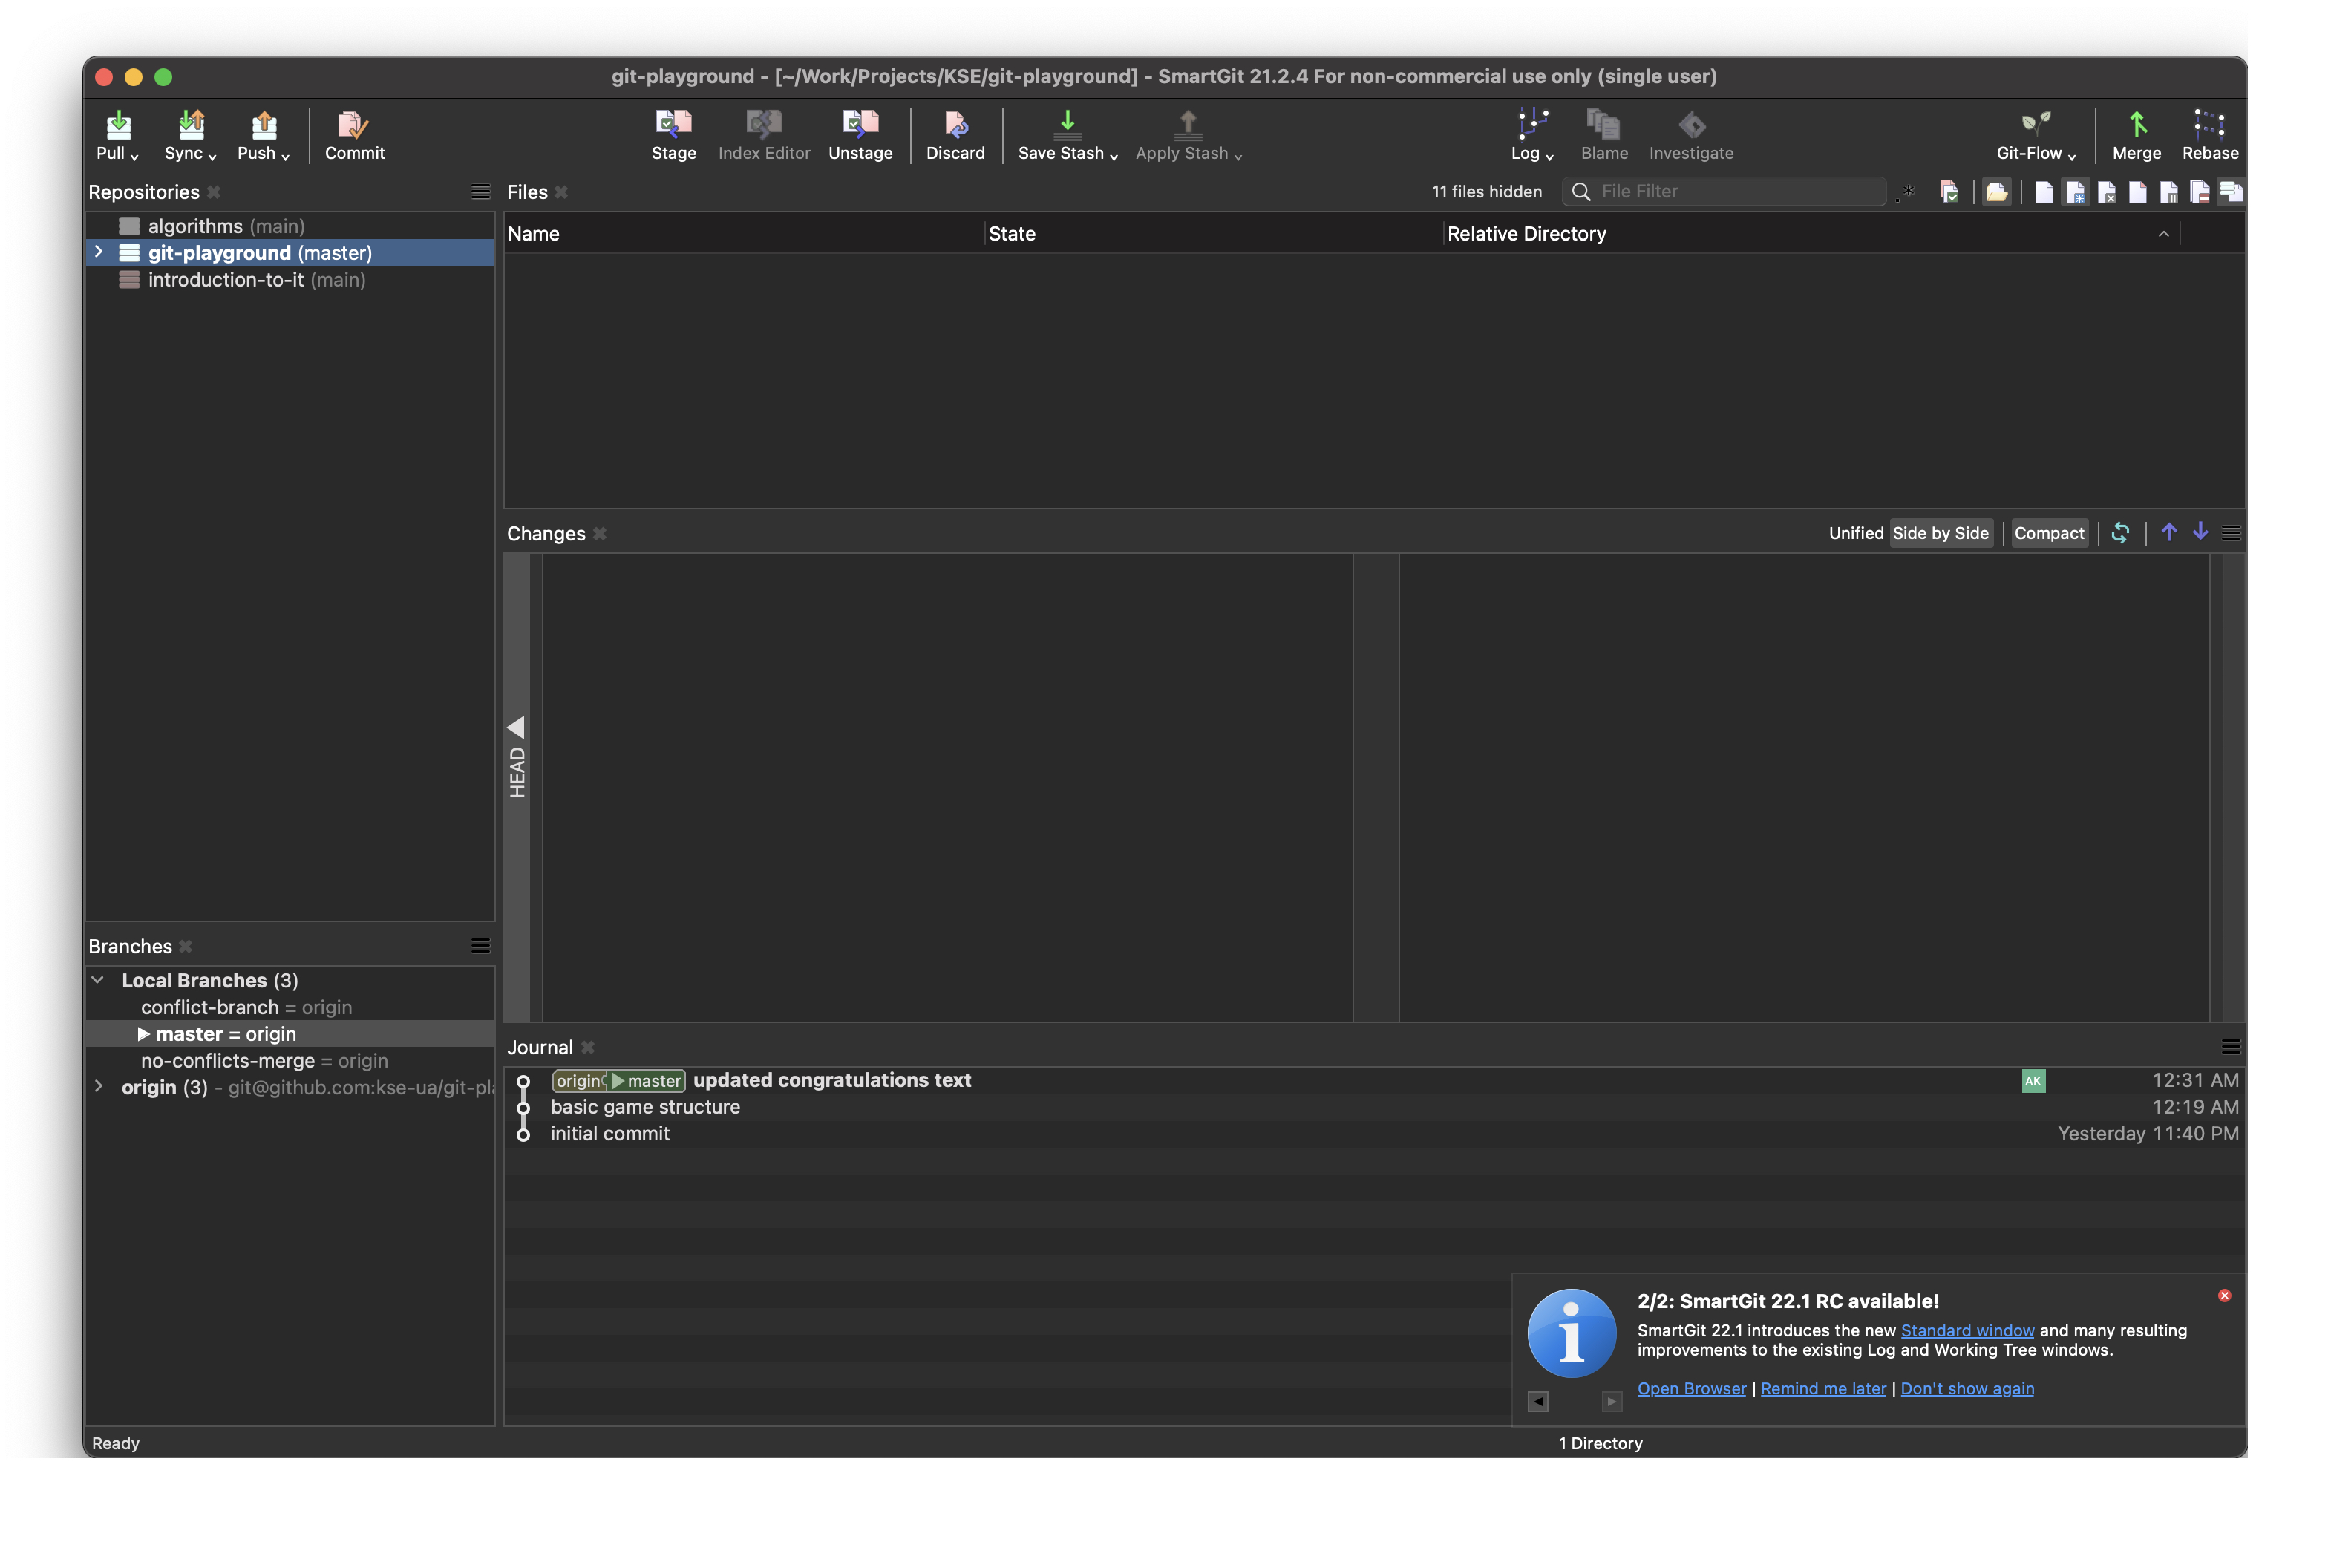 git-playground - [~/Work/Projects/KSE/git-playground] - SmartGit 21.2.4 For non-commercial use only (single user)
Pull Sync Push Commit Stage Index Editor Unstage Discard Save Stash Apply Stash Log Blame Investigate Git-Flow Merge Rebase
Repositories
algorithms (main)
git-playground (master)
introduction-to-it (main)
Files 11 files hidden File Filter .*
Name State Relative Directory
Changes Unified Side by Side Compact
HEAD
Branches
Local Branches (3)
conflict-branch = origin
master = origin
no-conflicts-merge = origin
origin (3) - git@github.com:kse-ua/git-pl
Journal
origin master updated congratulations text AK 12:31 AM
basic game structure 12:19 AM
initial commit Yesterday 11:40 PM
2/2: SmartGit 22.1 RC available!
SmartGit 22.1 introduces the new Standard window and many resulting
improvements to the existing Log and Working Tree windows.
Open Browser | Remind me later | Don't show again
Ready 1 Directory